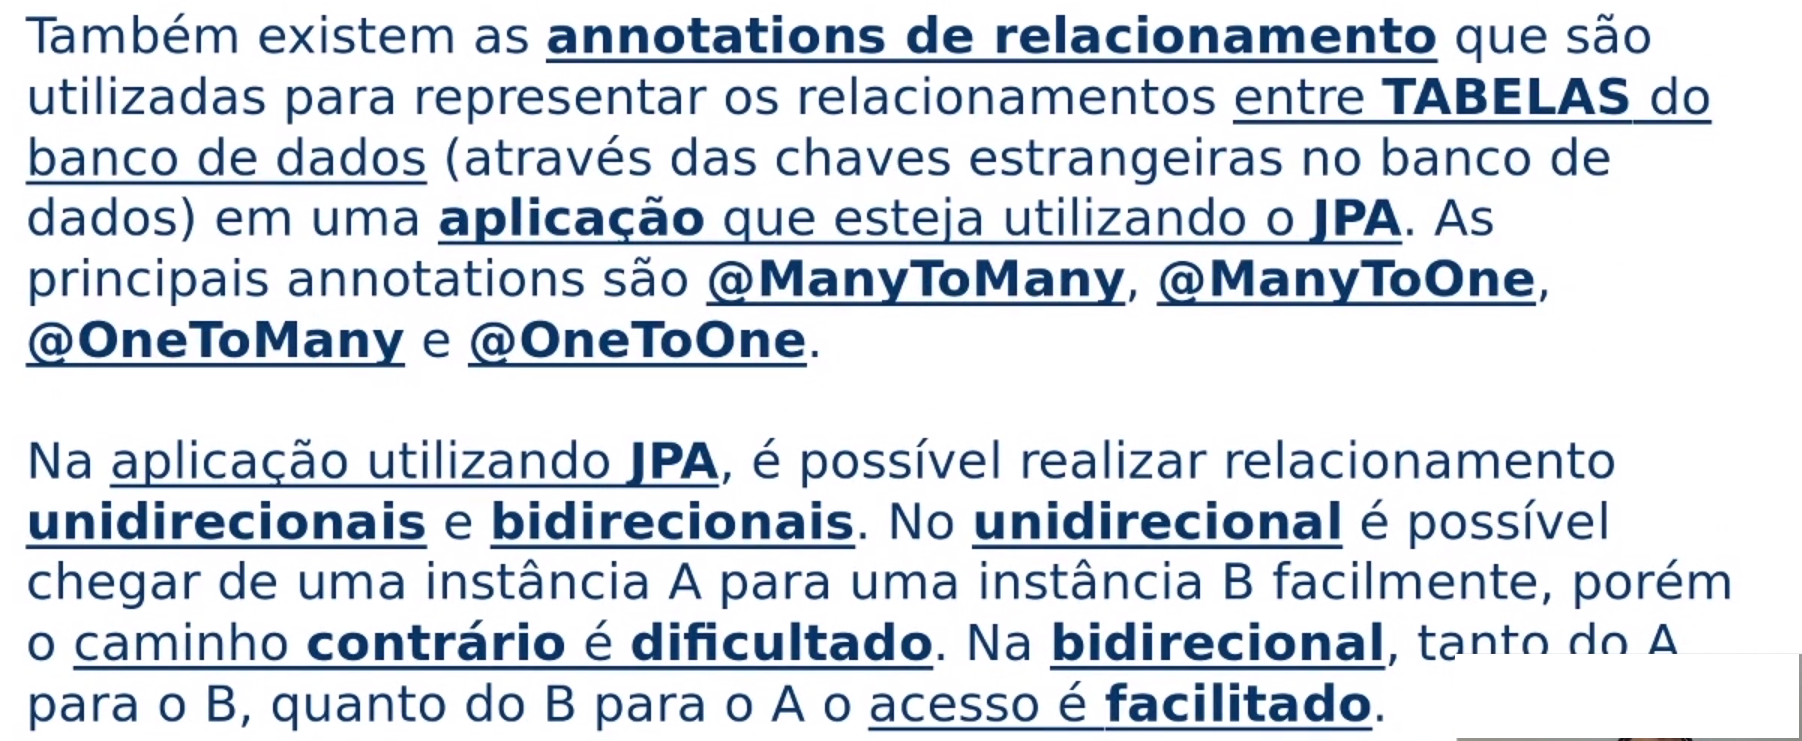 Também existem as annotations de relacionamento que são
utilizadas para representar os relacionamentos entre TABELAS do
banco de dados (através das chaves estrangeiras no banco de
dados) em uma aplicação que esteja utilizando o JPA. As
principais annotations são @ManyToMany, @ManyToOne,
@OneToMany e @OneToOne.
Na aplicação utilizando JPA, é possível realizar relacionamento
unidirecionais e bidirecionais. No unidirecional é possível
chegar de uma instância A para uma instância B facilmente, porém
o caminho contrário é dificultado. Na bidirecional, tanto do A
para o B, quanto do B para o A o acesso é facilitado.